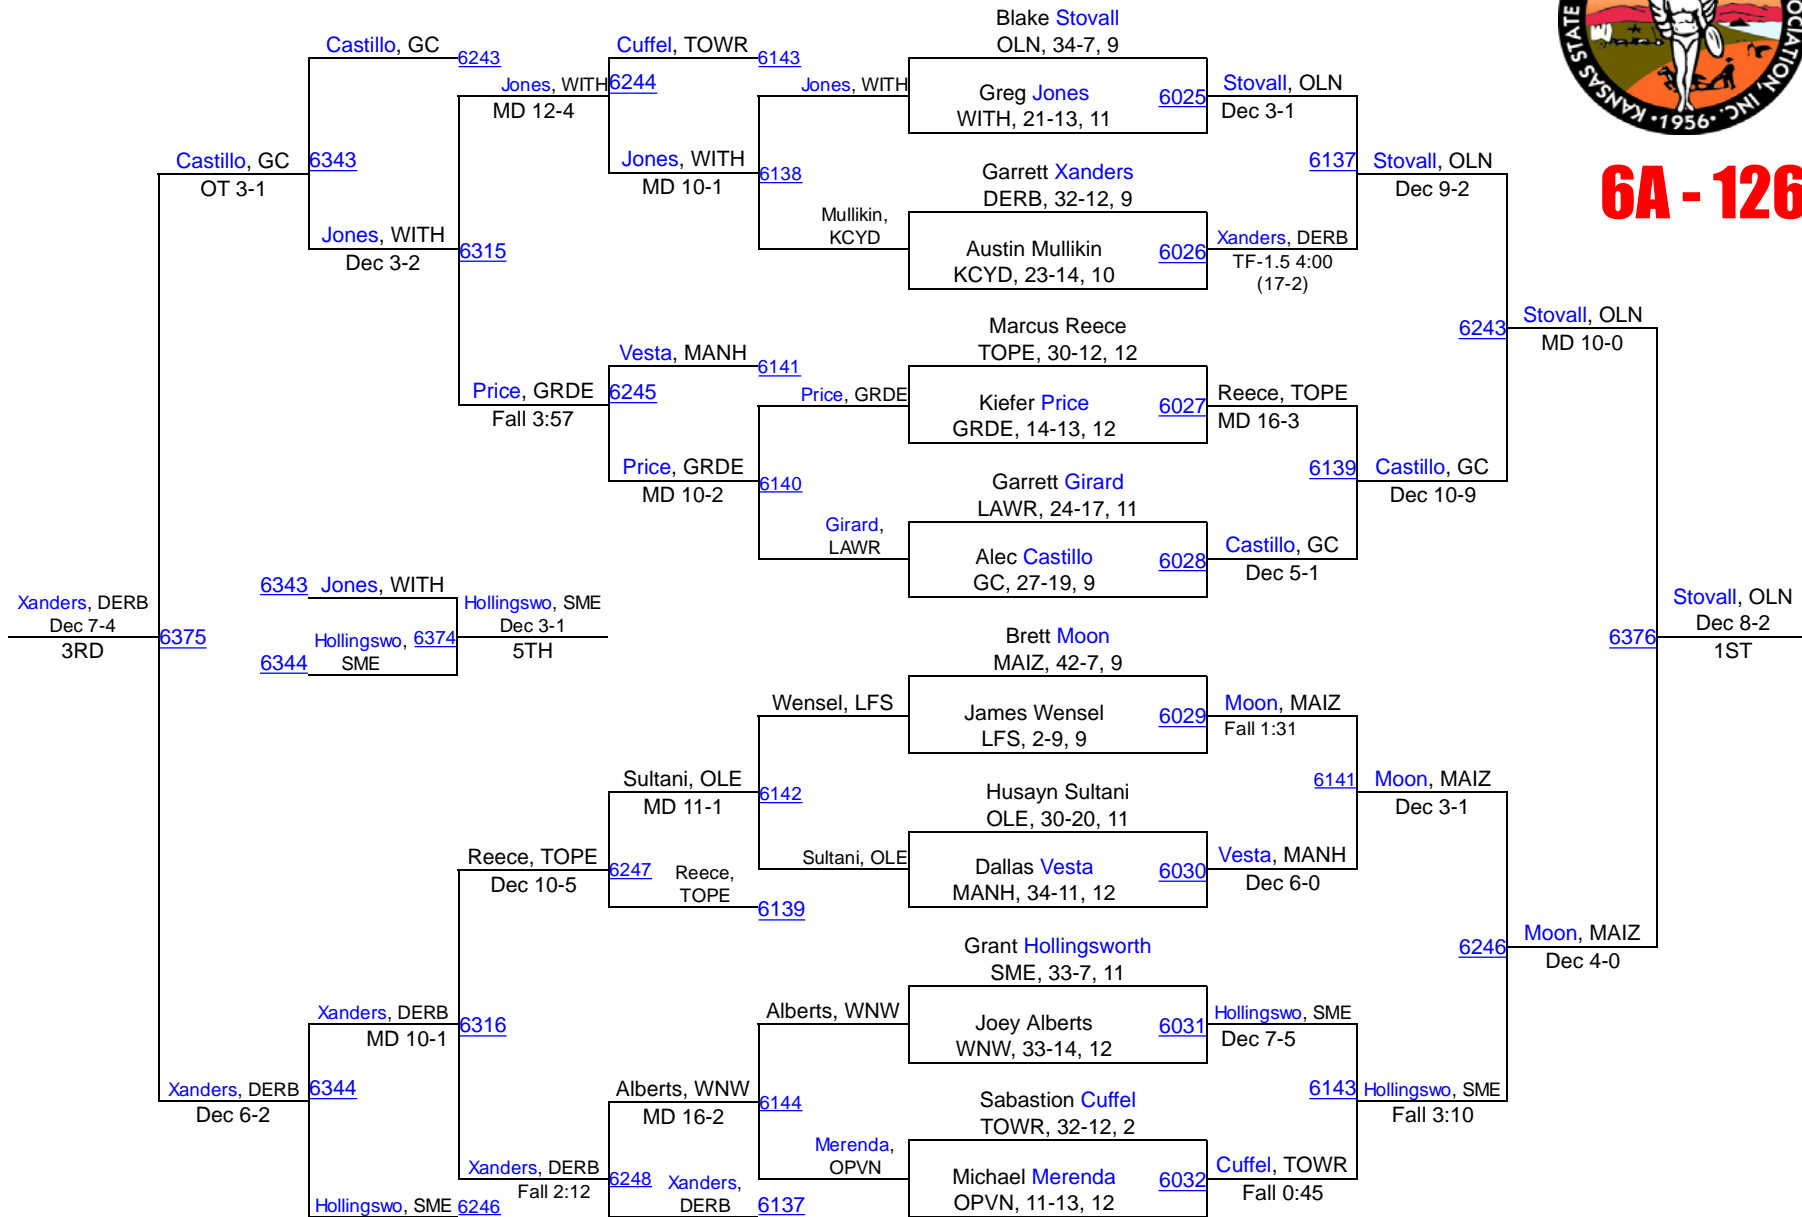 Blake Stovall
OLN, 34-7, 9
Greg Jones
WITH, 21-13, 11
6025
Garrett Xanders
DERB, 32-12, 9
Austin Mullikin
KCYD, 23-14, 10
6026
Marcus Reece
TOPE, 30-12, 12
Kiefer Price
GRDE, 14-13, 12
6027
Garrett Girard
LAWR, 24-17, 11
Alec Castillo
GC, 27-19, 9
6028
Brett Moon
MAIZ, 42-7, 9
James Wensel
LFS, 2-9, 9
6029
Husayn Sultani
OLE, 30-20, 11
Dallas Vesta
MANH, 34-11, 12
6030
Grant Hollingsworth
SME, 33-7, 11
Joey Alberts
WNW, 33-14, 12
6031
Sabastion Cuffel
TOWR, 32-12, 2
Michael Merenda
OPVN, 11-13, 12
6032
Stovall, OLN
Dec 3-1
6137
Xanders, DERB
TF-1.5 4:00
(17-2)
Reece, TOPE
MD 16-3
6139
Castillo, GC
Dec 5-1
Moon, MAIZ
Fall 1:31
6141
Vesta, MANH
Dec 6-0
Hollingswo, SME
Dec 7-5
6143
Cuffel, TOWR
Fall 0:45
Stovall, OLN
Dec 9-2
6243
Castillo, GC
Dec 10-9
Moon, MAIZ
Dec 3-1
6246
Hollingswo, SME
Fall 3:10
Stovall, OLN
MD 10-0
6376
Moon, MAIZ
Dec 4-0
Stovall, OLN
Dec 8-2
1ST
KANSAS STATE
OCIATION, INC. •1956•
6A - 126
Jones, WITH
6138
Mullikin,
KCYD
Price, GRDE
6140
Girard,
LAWR
Wensel, LFS
6142
Sultani, OLE
Alberts, WNW
6144
Merenda,
OPVN
Cuffel, TOWR
6143
6244
Jones, WITH
MD 10-1
Vesta, MANH
6141
6245
Price, GRDE
MD 10-2
Sultani, OLE
MD 11-1
6247
Reece,
TOPE
6139
Alberts, WNW
MD 16-2
6248
Xanders,
DERB
6137
Jones, WITH
MD 12-4
6315
Price, GRDE
Fall 3:57
Reece, TOPE
Dec 10-5
6316
Xanders, DERB
Fall 2:12
Castillo, GC
6243
6343
Jones, WITH
Dec 3-2
Xanders, DERB
MD 10-1
6344
Hollingswo, SME
6246
Castillo, GC
OT 3-1
6375
Xanders, DERB
Dec 6-2
Xanders, DERB
Dec 7-4
3RD
6343
Jones, WITH
6374
Hollingswo,
SME
6344
Hollingswo, SME
Dec 3-1
5TH